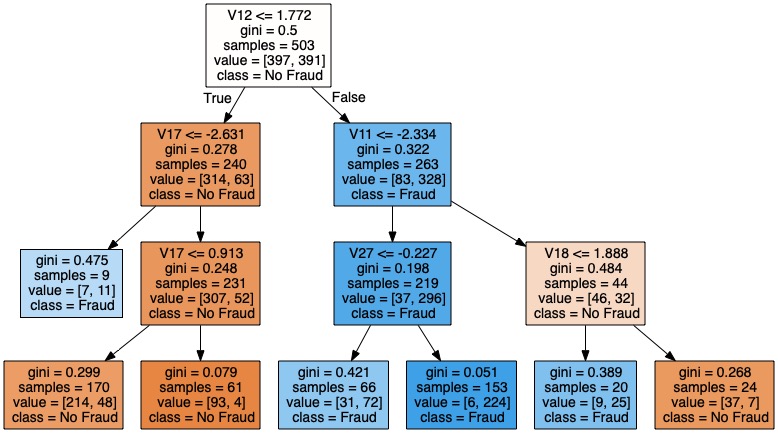 V12 <= 1.772
gini = 0.5
samples = 503
value = [397, 391]
class = No Fraud
True
False
V17 <= -2.631
gini = 0.278
samples = 240
value = [314, 63]
class = No Fraud
V11 <= -2.334
gini = 0.322
samples = 263
value = [83, 328]
class = Fraud
gini = 0.475
samples = 9
value = [7, 11]
class = Fraud
V17 <= 0.913
gini = 0.248
samples = 231
value = [307, 52]
class = No Fraud
V27 <= -0.227
gini = 0.198
samples = 219
value = [37, 296]
class = Fraud
V18 <= 1.888
gini = 0.484
samples = 44
value = [46, 32]
class = No Fraud
gini = 0.299
samples = 170
value = [214, 48]
class = No Fraud
gini = 0.079
samples = 61
value = [93, 4]
class = No Fraud
gini = 0.421
samples = 66
value = [31, 72]
class = Fraud
gini = 0.051
samples = 153
value = [6, 224]
class = Fraud
gini = 0.389
samples = 20
value = [9, 25]
class = Fraud
gini = 0.268
samples = 24
value = [37, 7]
class = No Fraud